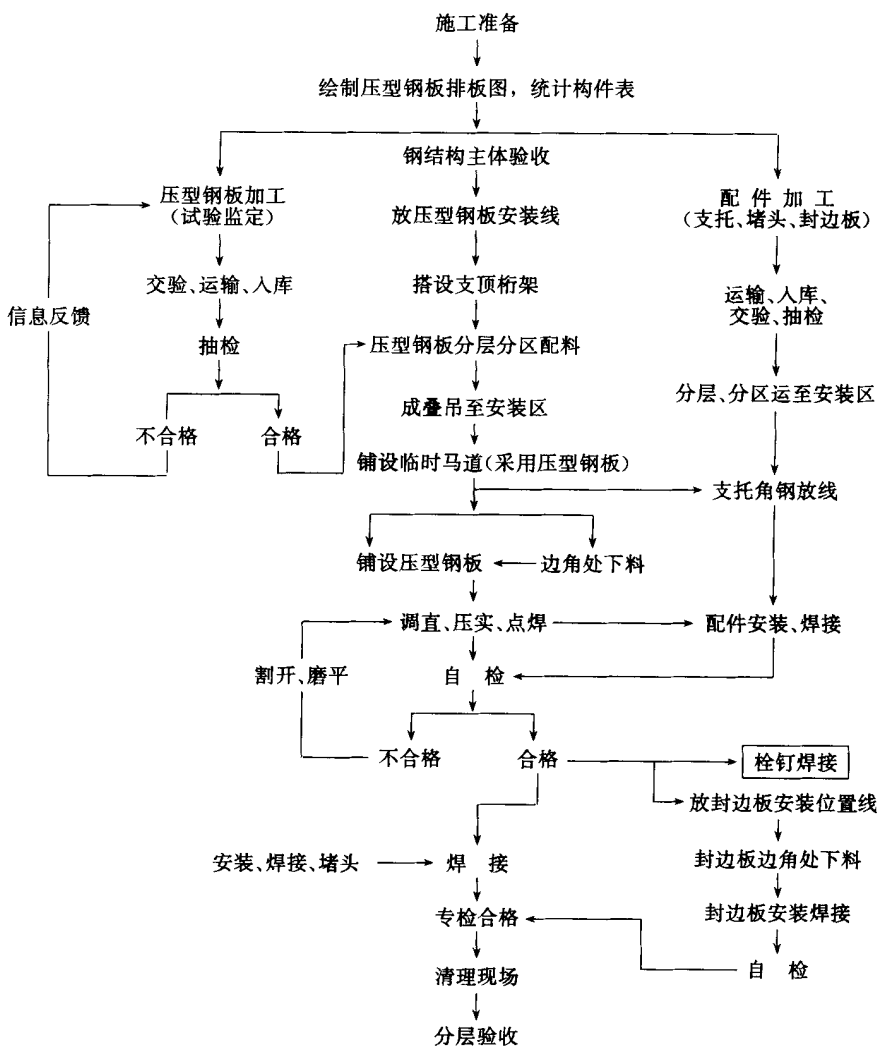 施工准备
绘制压型钢板排板图，统计构件表
钢结构主体验收
压型钢板加工
（试验监定）
放压型钢板安装线
配 件 加 工
（支托、堵头、封边板）
交验、运输、入库
搭设支顶桁架
运输、入库、
交验、抽检
信息反馈
抽检
压型钢板分层分区配料
分层、分区运至安装区
不合格
合格
成叠吊至安装区
铺设临时马道（采用压型钢板）
支托角钢放线
铺设压型钢板
边角处下料
调直、压实、点焊
配件安装、焊接
割开、磨平
自 检
不合格
合格
栓钉焊接
放封边板安装位置线
安装、焊接、堵头
焊 接
封边板边角处下料
专检合格
封边板安装焊接
清理现场
自 检
分层验收